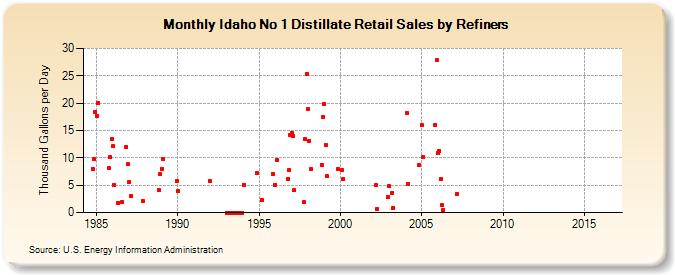 Monthly Idaho No 1 Distillate Retail Sales by Refiners
Thousand Gallons per Day
30
25
20
15
10
5
0
1985 1990 1995 2000 2005 2010 2015
Source: U.S. Energy Information Administration